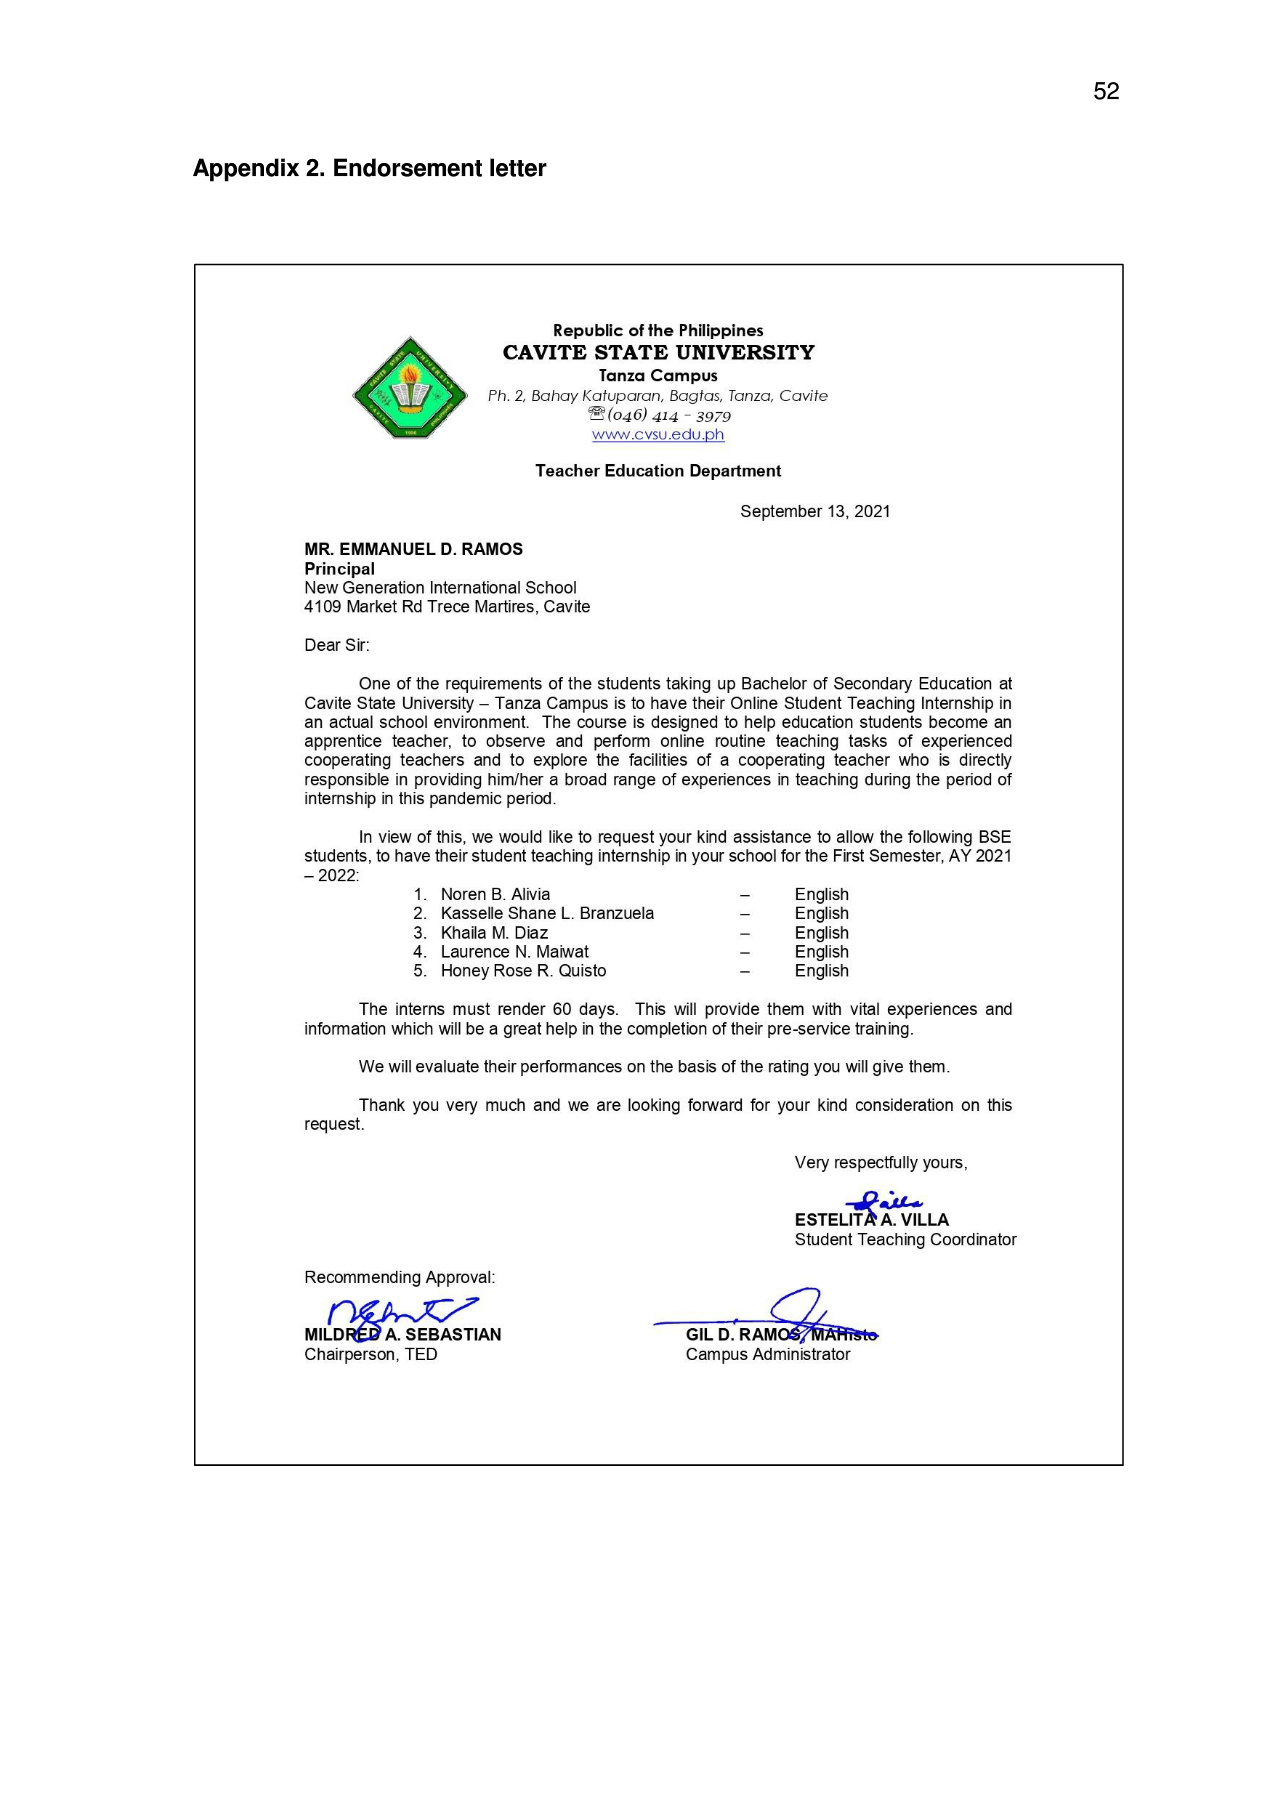 52
Appendix 2. Endorsement letter
Republic of the Philippines
CAVITE STATE UNIVERSITY
Tanza Campus
Ph. 2, Bahay Katuparan, Bagtas, Tanza, Cavite
☏(046) 414 - 3979
www.cvsu.edu.ph
CAVITE STATE UNIVERSITY
CAVITE
1906
PHILIPPINES
Teacher Education Department
September 13, 2021
MR. EMMANUEL D. RAMOS
Principal
New Generation International School
4109 Market Rd Trece Martires, Cavite
Dear Sir:
One of the requirements of the students taking up Bachelor of Secondary Education at
Cavite State University – Tanza Campus is to have their Online Student Teaching Internship in
an actual school environment.  The course is designed to help education students become an
apprentice teacher, to observe and perform online routine teaching tasks of experienced
cooperating teachers and to explore the facilities of a cooperating teacher who is directly
responsible in providing him/her a broad range of experiences in teaching during the period of
internship in this pandemic period.
In view of this, we would like to request your kind assistance to allow the following BSE
students, to have their student teaching internship in your school for the First Semester, AY 2021
– 2022:
1. Noren B. Alivia – English
2. Kasselle Shane L. Branzuela – English
3. Khaila M. Diaz – English
4. Laurence N. Maiwat – English
5. Honey Rose R. Quisto – English
The interns must render 60 days.  This will provide them with vital experiences and
information which will be a great help in the completion of their pre-service training.
We will evaluate their performances on the basis of the rating you will give them.
Thank you very much and we are looking forward for your kind consideration on this
request.
Very respectfully yours,
ESTELITA A. VILLA
Student Teaching Coordinator
Recommending Approval:
MILDRED A. SEBASTIAN
Chairperson, TED
GIL D. RAMOS, MAHisto
Campus Administrator